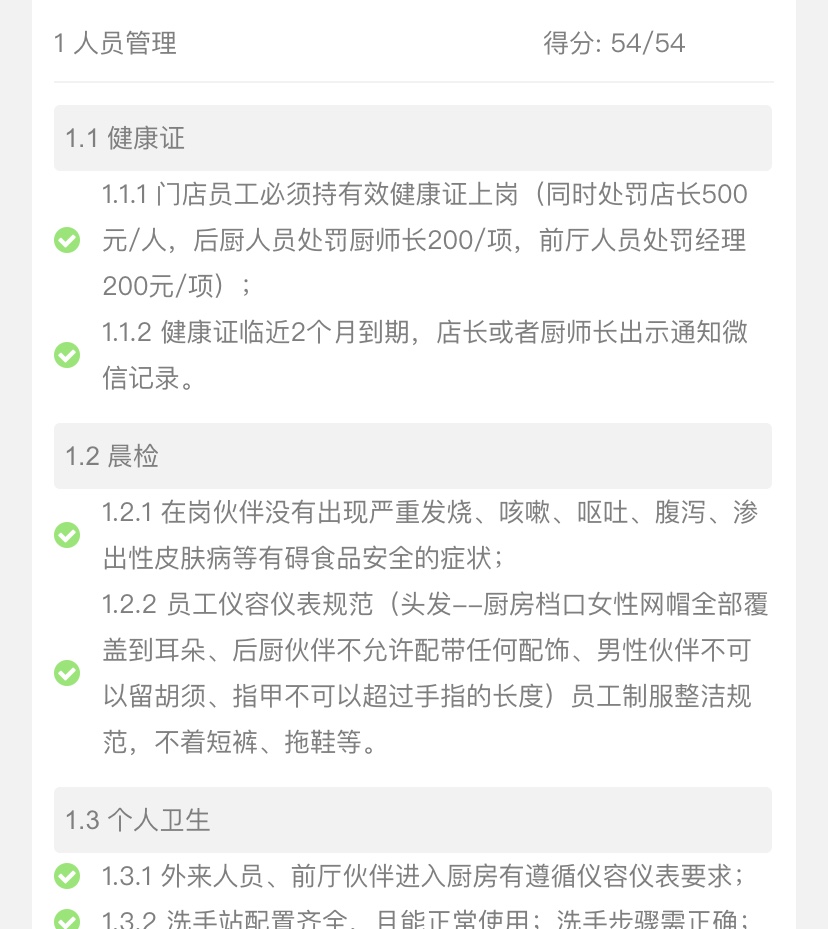 1 人员管理 得分: 54/54
1.1 健康证
1.1.1 门店员工必须持有效健康证上岗（同时处罚店长500
元/人，后厨人员处罚厨师长200/项，前厅人员处罚经理
200元/项）；
1.1.2 健康证临近2个月到期，店长或者厨师长出示通知微
信记录。
1.2 晨检
1.2.1 在岗伙伴没有出现严重发烧、咳嗽、呕吐、腹泻、渗
出性皮肤病等有碍食品安全的症状；
1.2.2 员工仪容仪表规范（头发--厨房档口女性网帽全部覆
盖到耳朵、后厨伙伴不允许配带任何配饰、男性伙伴不可
以留胡须、指甲不可以超过手指的长度）员工制服整洁规
范，不着短裤、拖鞋等。
1.3 个人卫生
1.3.1 外来人员、前厅伙伴进入厨房有遵循仪容仪表要求；
1.3.2 洗手站配置齐全，且能正常使用；洗手步骤需正确；